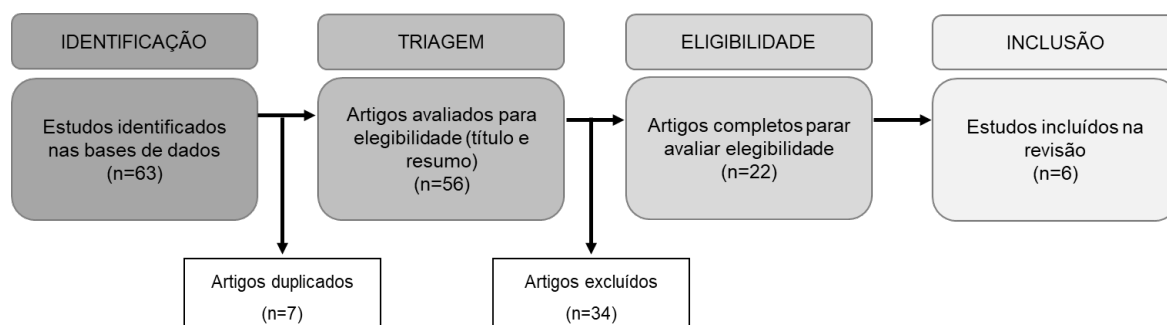 IDENTIFICAÇÃO
Estudos identificados
nas bases de dados
(n=63)
Artigos duplicados
(n=7)
TRIAGEM
Artigos avaliados para
elegibilidade (título e
resumo)
(n=56)
Artigos excluídos
(n=34)
ELIGIBILIDADE
Artigos completos parar
avaliar elegibilidade
(n=22)
INCLUSÃO
Estudos incluídos na
revisão
(n=6)